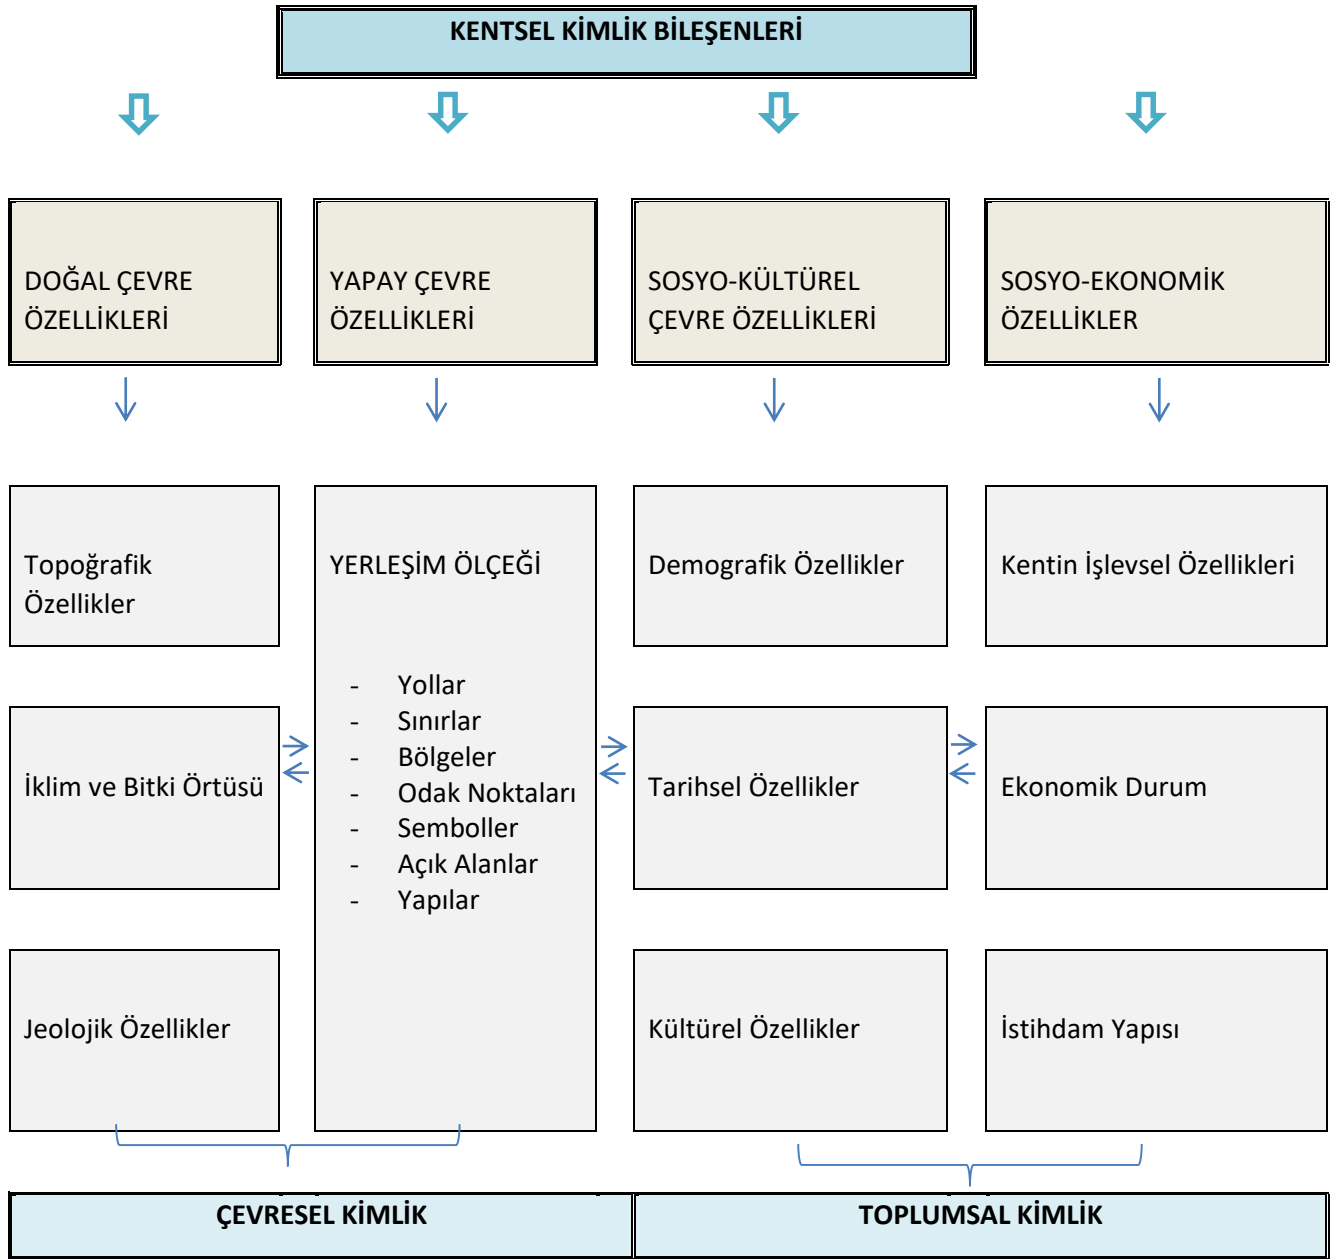 KENTSEL KİMLİK BİLEŞENLERİ
DOĞAL ÇEVRE
ÖZELLİKLERİ
YAPAY ÇEVRE
ÖZELLİKLERİ
SOSYO-KÜLTÜREL
ÇEVRE ÖZELLİKLERİ
SOSYO-EKONOMİK
ÖZELLİKLER
Topoğrafik
Özellikler
İklim ve Bitki Örtüsü
Jeolojik Özellikler
YERLEŞİM ÖLÇEĞİ
- Yollar
- Sınırlar
- Bölgeler
- Odak Noktaları
- Semboller
- Açık Alanlar
- Yapılar
Demografik Özellikler
Tarihsel Özellikler
Kültürel Özellikler
Kentin İşlevsel Özellikleri
Ekonomik Durum
İstihdam Yapısı
ÇEVRESEL KİMLİK
TOPLUMSAL KİMLİK